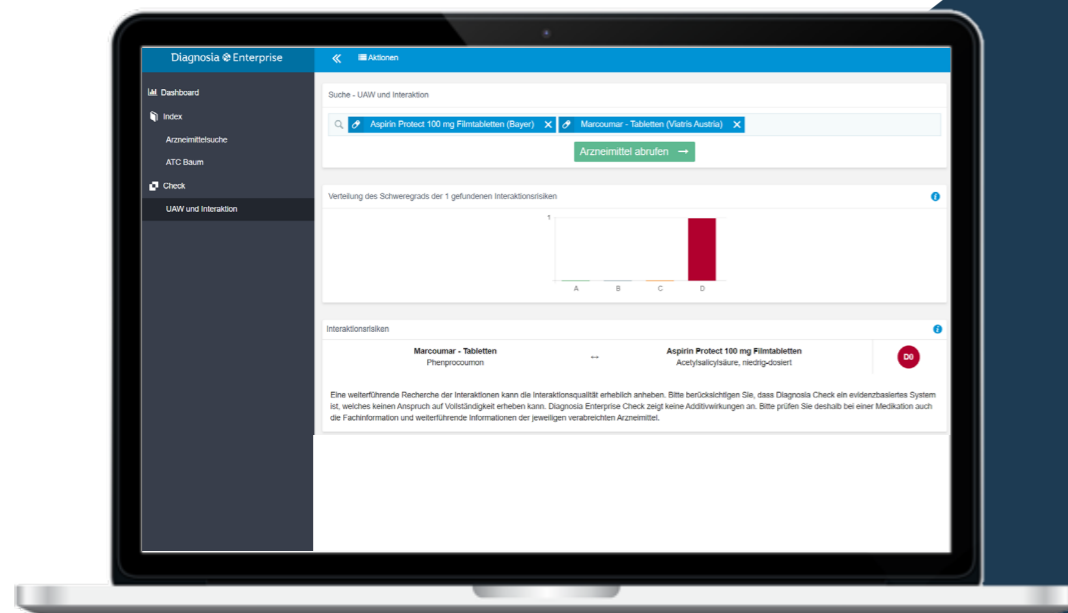 Diagnosia Enterprise
Aktionen
Dashboard
Index
Arzneimittelsuche
ATC Baum
Check
UAW und Interaktion
Suche - UAW und Interaktion
Aspirin Protect 100 mg Filmtabletten (Bayer) X Marcoumar - Tabletten (Viatris Austria) X
Arzneimittel abrufen →
Verteilung des Schweregrads der 1 gefundenen Interaktionsrisiken
1
A B C D
Interaktionsrisiken
Marcoumar - Tabletten -- Aspirin Protect 100 mg Filmtabletten D0
Phenprocoumon Acetylsalicylsäure, niedrig-dosiert
Eine weiterführende Recherche der Interaktionen kann die Interaktionsqualität erheblich anheben. Bitte berücksichtigen Sie, dass Diagnosia Check ein evidenzbasiertes System
ist, welches keinen Anspruch auf Vollständigkeit erheben kann. Diagnosia Enterprise Check zeigt keine Additivwirkungen an. Bitte prüfen Sie deshalb bei einer Medikation auch
die Fachinformation und weiterführende Informationen der jeweiligen verabreichten Arzneimittel.